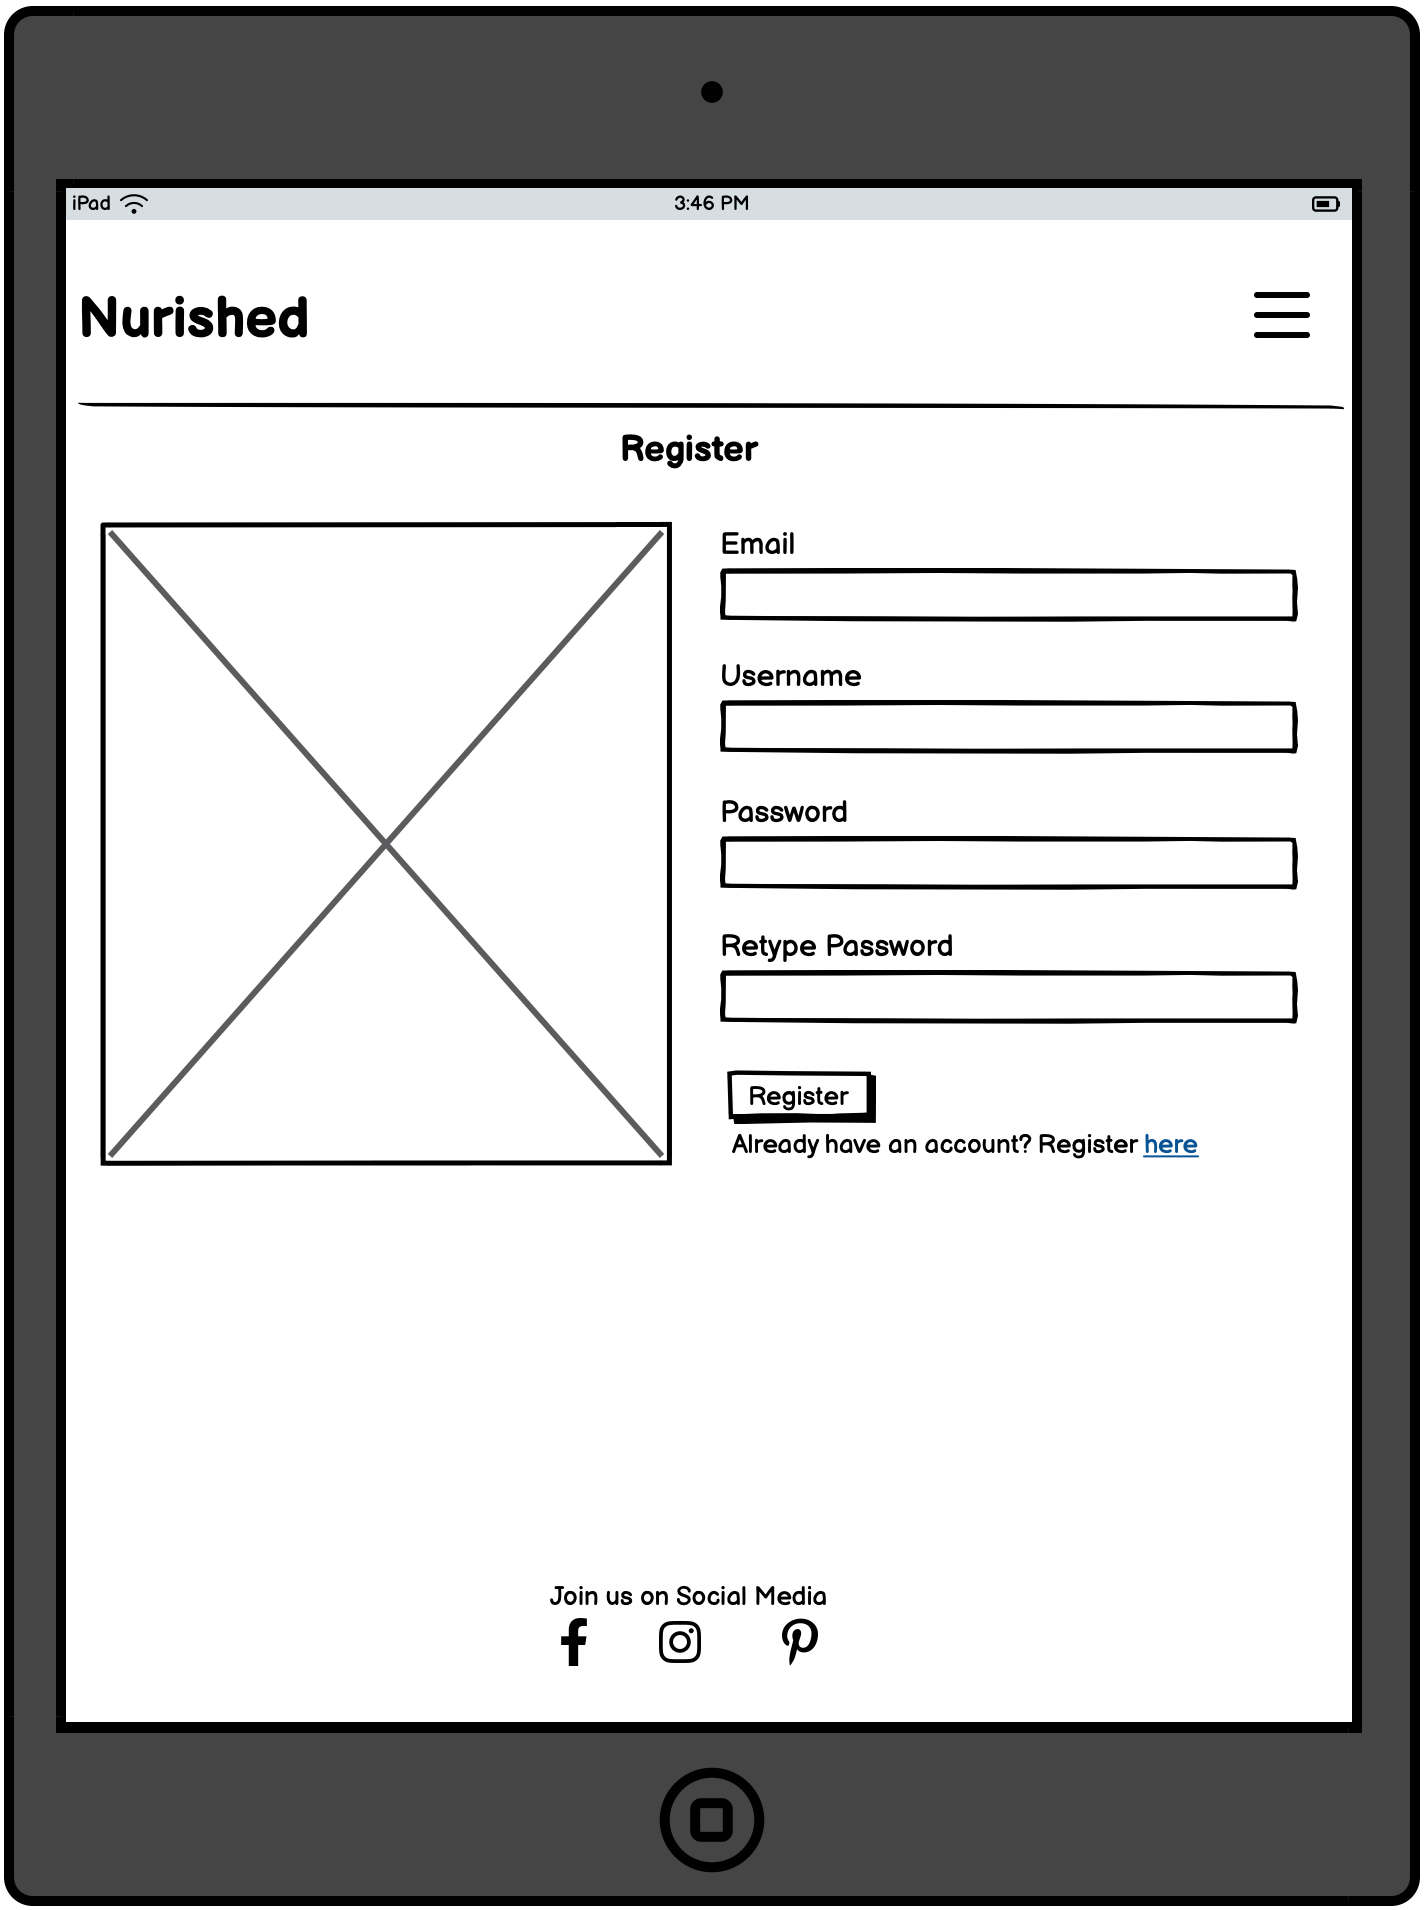 iPad
3:46 PM
Nurished
Register
Email
Username
Password
Retype Password
Register
Already have an account? Register here
Join us on Social Media